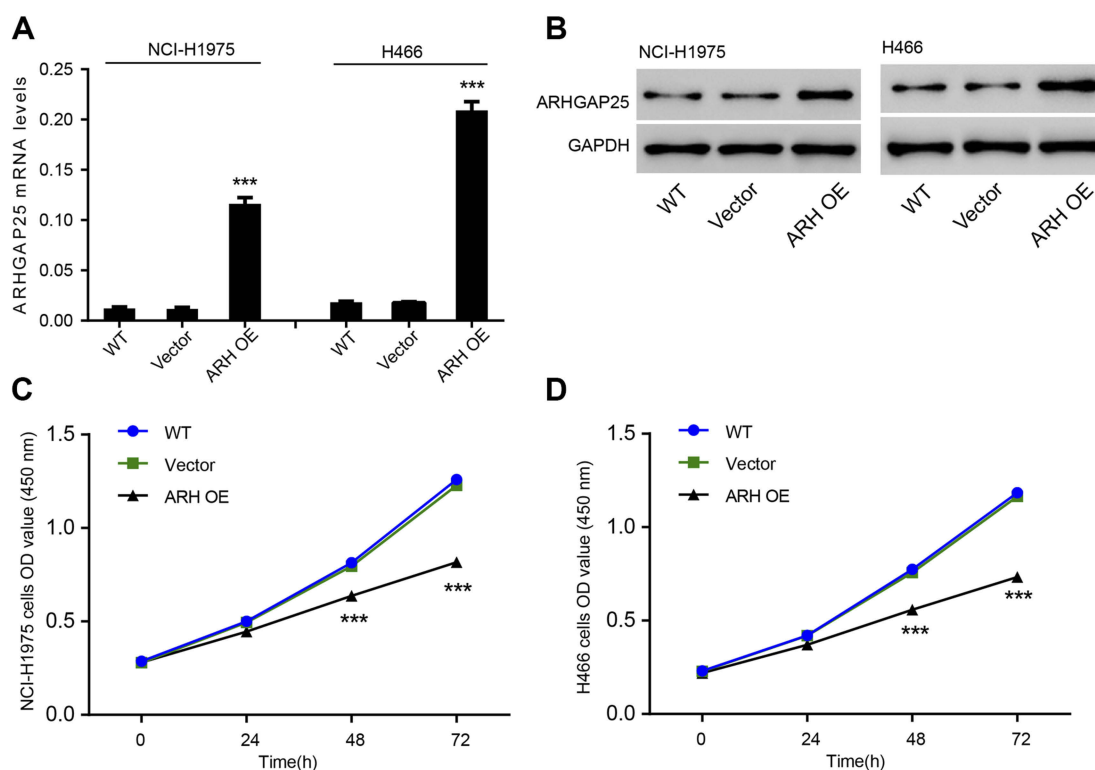 A
NCI-H1975
H466
ARHGAP25 mRNA levels
0.25
0.20
0.15
0.10
0.05
0.00
***
***
WT
Vector
ARH OE
WT
Vector
ARH OE
B
NCI-H1975
H466
ARHGAP25
GAPDH
WT
Vector
ARH OE
WT
Vector
ARH OE
C
NCI-H1975 cells OD value (450 nm)
1.5
1.0
0.5
0.0
WT
Vector
ARH OE
***
***
0
24
48
72
Time(h)
D
H466 cells OD value (450 nm)
1.5
1.0
0.5
0.0
WT
Vector
ARH OE
***
***
0
24
48
72
Time(h)